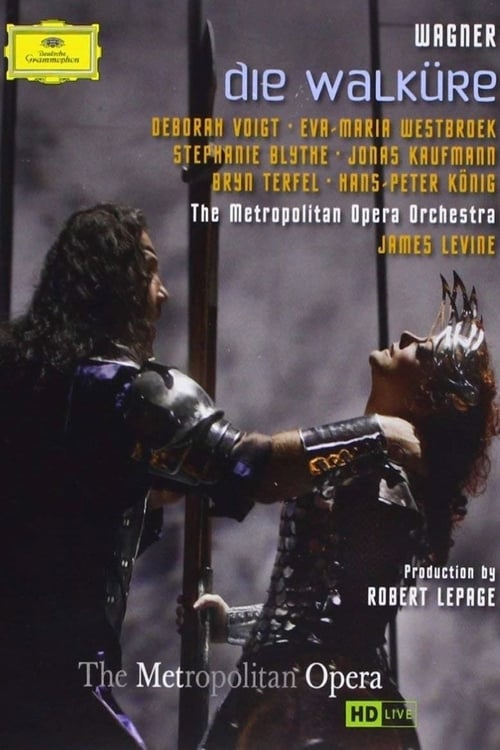 Deutsche
Grammophon
WAGNER
DIE WALKÜRE
DEBORAH VOIGT · EVA-MARIA WESTBROEK
STEPHANIE BLYTHE · JONAS KAUFMANN
BRYN TERFEL · HANS-PETER KÖNIG
The Metropolitan Opera Orchestra
JAMES LEVINE
Production by
ROBERT LEPAGE
The Metropolitan Opera
HD LIVE